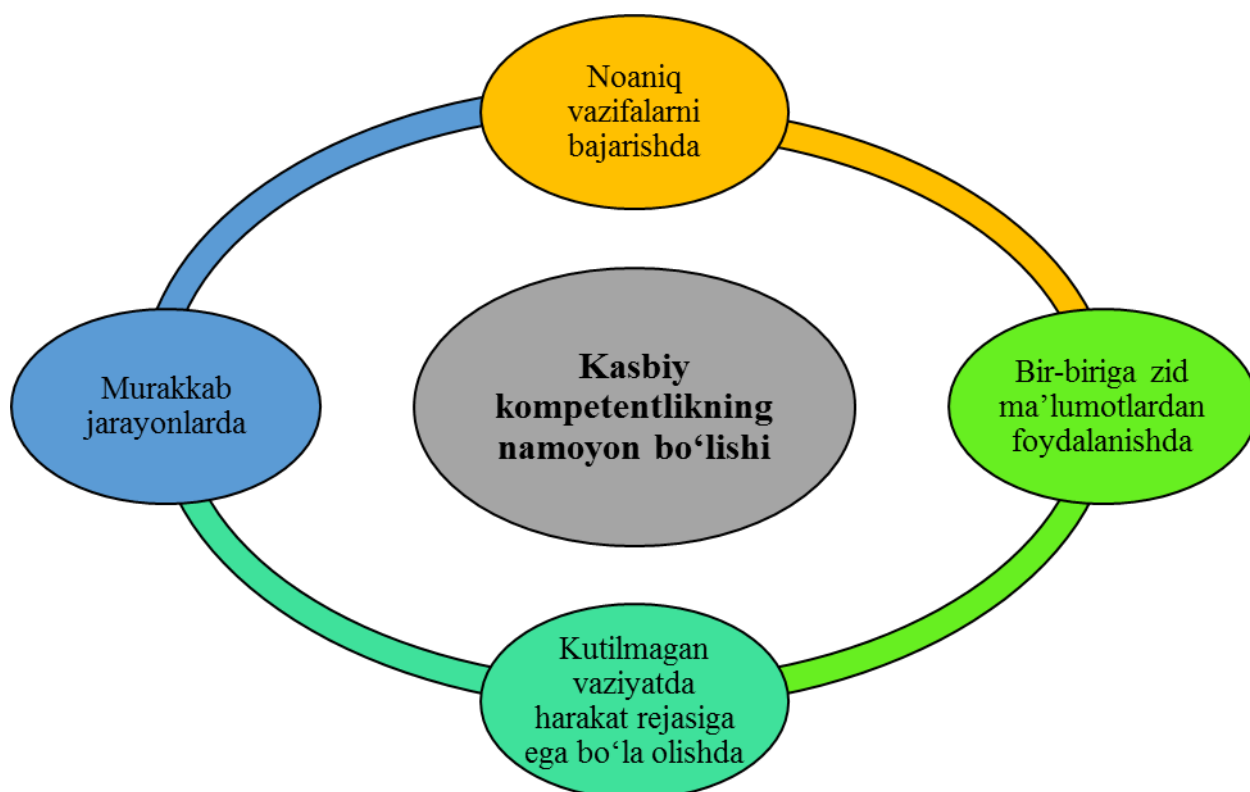 Noaniq
vazifalarni
bajarishda
Murakkab
jarayonlarda
Kasbiy
kompetentlikning
namoyon bo‘lishi
Bir-biriga zid
ma’lumotlardan
foydalanishda
Kutilmagan
vaziyatda
harakat rejasiga
ega bo‘la olishda